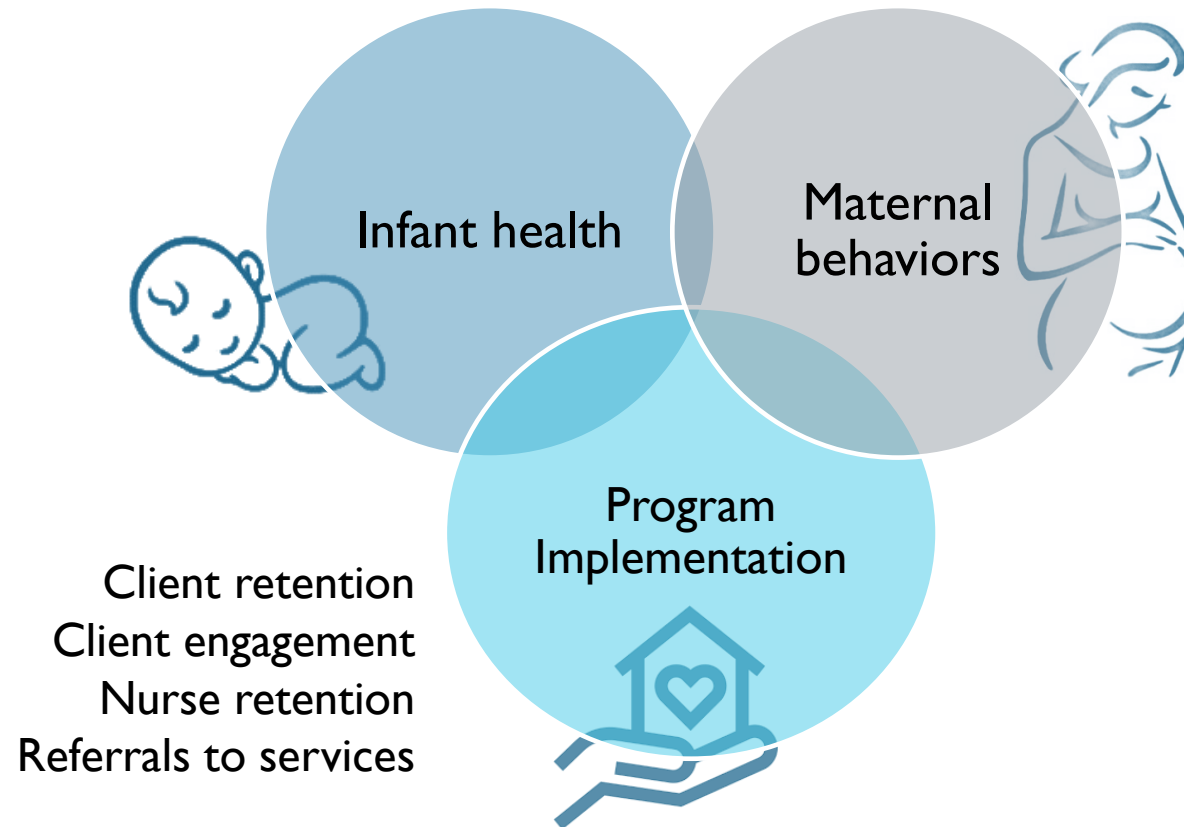 Infant health
Maternal
behaviors
Program
Implementation
Client retention
Client engagement
Nurse retention
Referrals to services